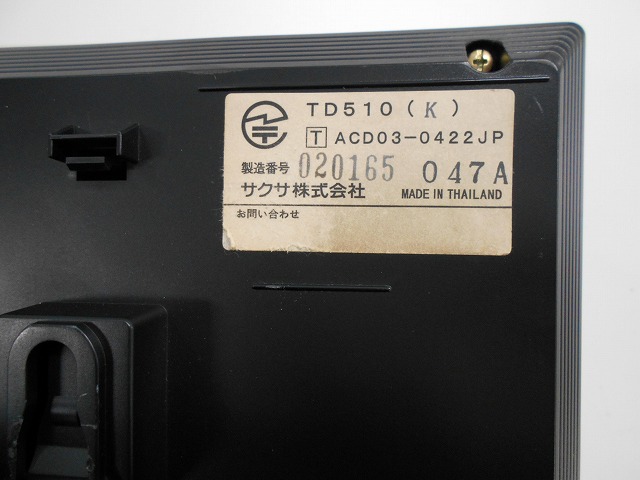 TD510(K)
T ACD03-0422JP
製造番号 020165 047A
サクサ株式会社 MADE IN THAILAND
お問い合わせ